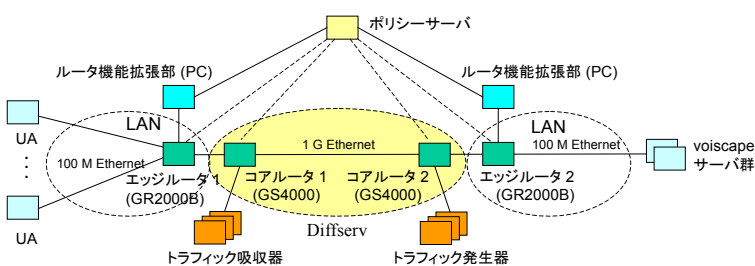 ポリシーサーバ
ルータ機能拡張部 (PC)
ルータ機能拡張部 (PC)
UA
LAN
LAN
1 G Ethernet
100 M Ethernet
100 M Ethernet
voiscape
サーバ群
エッジルータ 1
(GR2000B)
コアルータ 1
(GS4000)
コアルータ 2
(GS4000)
エッジルータ 2
(GR2000B)
UA
Diffserv
トラフィック吸収器
トラフィック発生器